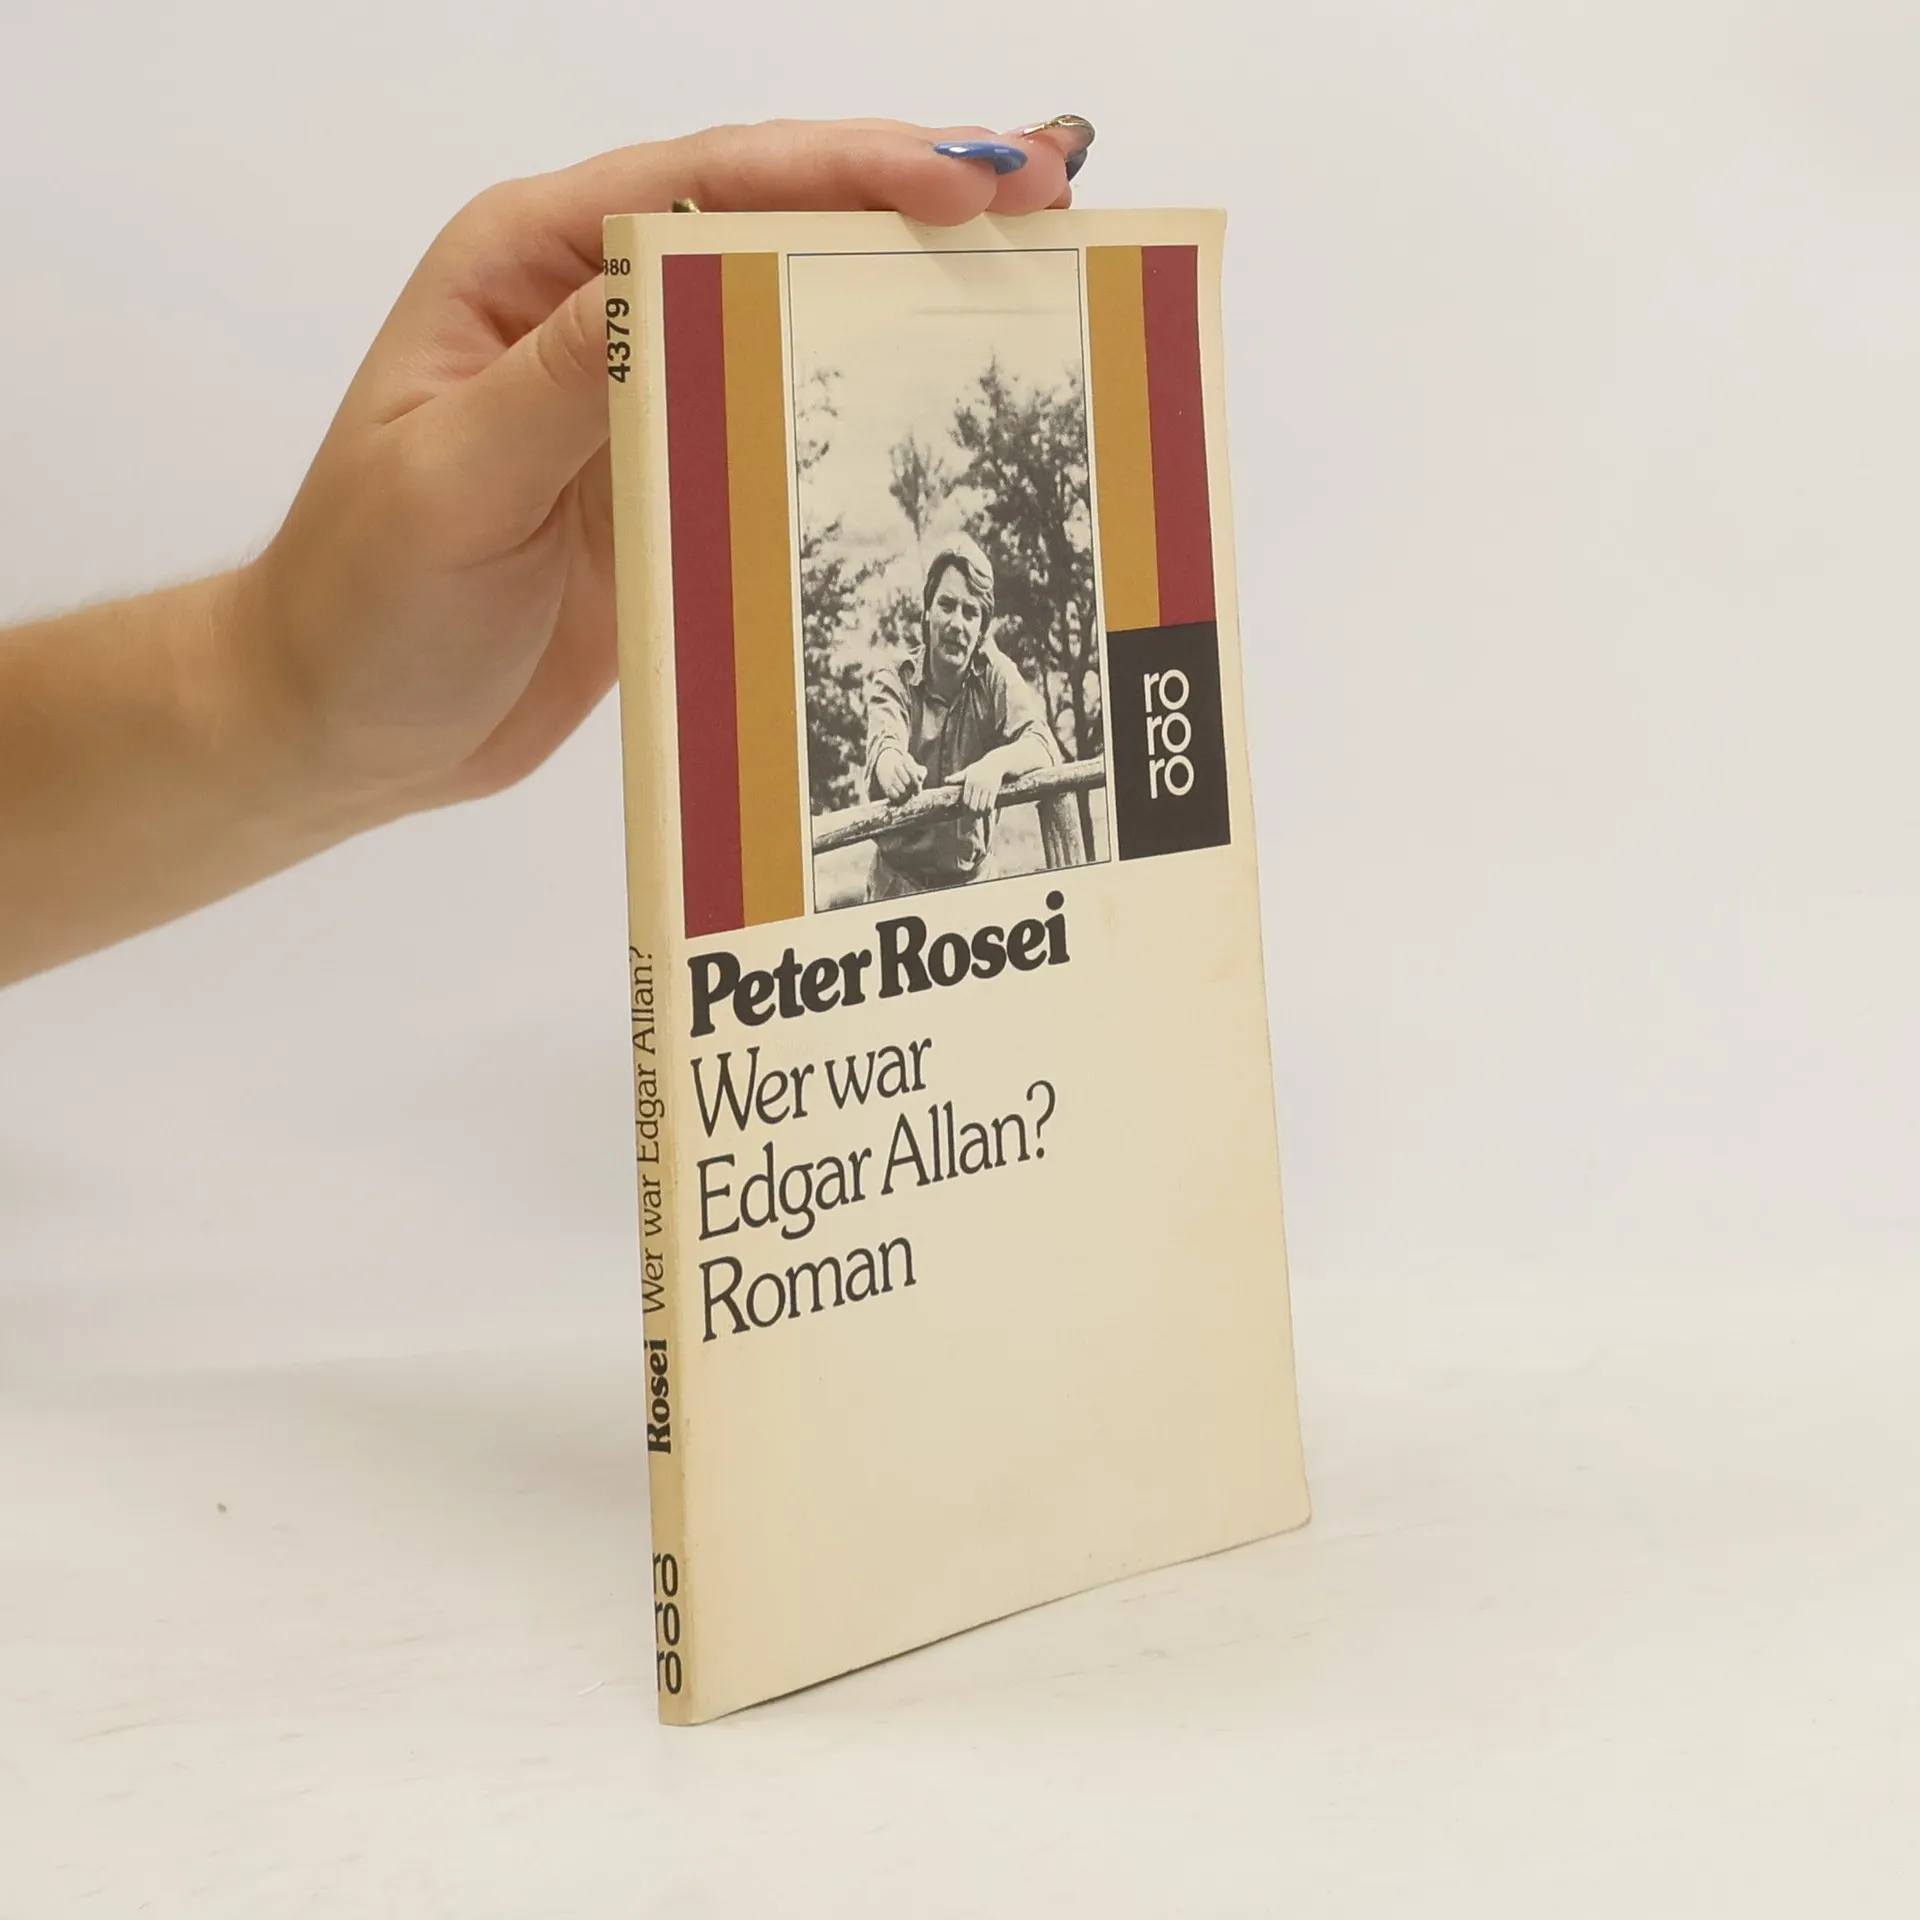 ro
ro
ro
Peter Rosei
Wer war
Edgar Allan?
Roman
4379
Rosei Wer war Edgar Allan?
ro
ro
ro